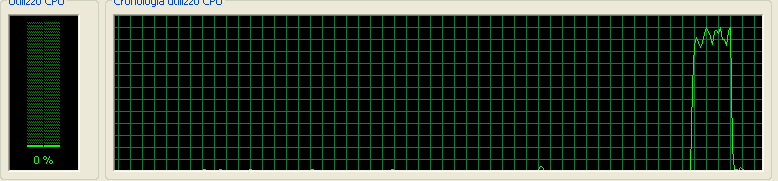 Utilizzo CPU
Cronologia utilizzo CPU
0 %